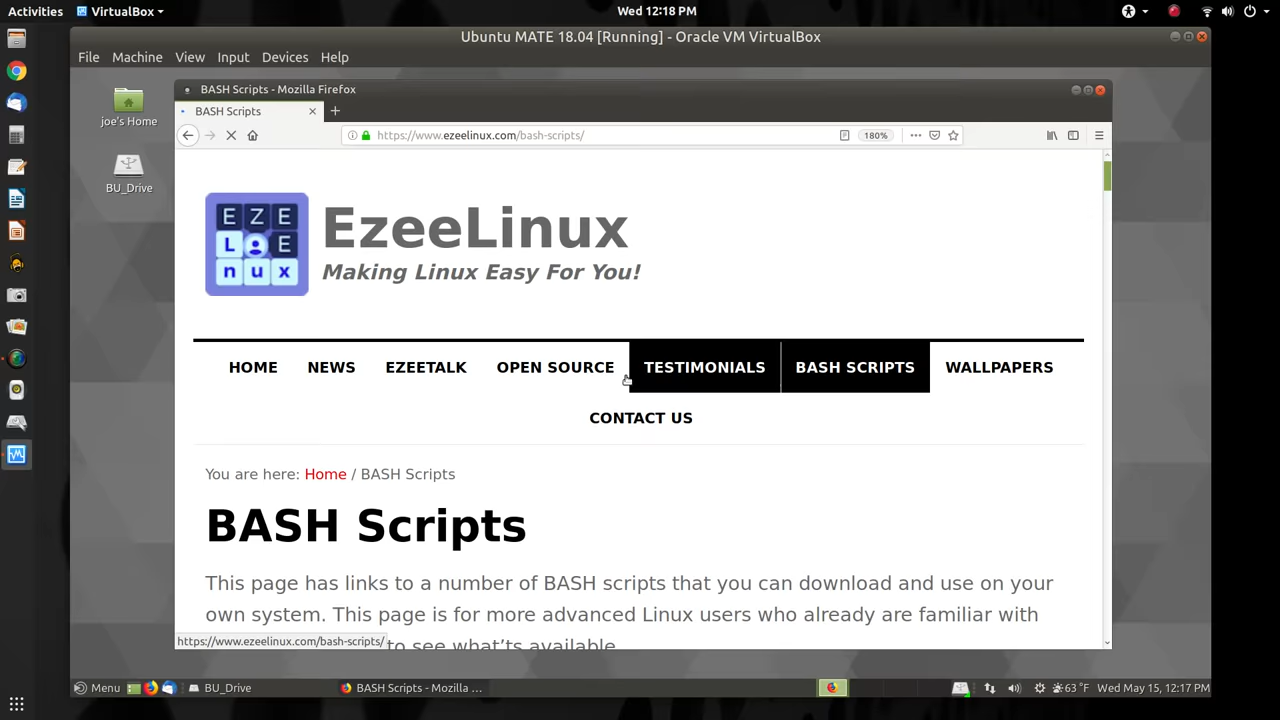 Activities
VirtualBox
Wed 12:18 PM
Ubuntu MATE 18.04 [Running] - Oracle VM VirtualBox
File Machine View Input Devices Help
joe's Home
BU_Drive
BASH Scripts - Mozilla Firefox
BASH Scripts
https://www.ezeelinux.com/bash-scripts/
180%
E Z E
L E
n u x
EzeeLinux
Making Linux Easy For You!
HOME NEWS EZEETALK OPEN SOURCE TESTIMONIALS BASH SCRIPTS WALLPAPERS
CONTACT US
You are here: Home / BASH Scripts
BASH Scripts
This page has links to a number of BASH scripts that you can download and use on your
own system. This page is for more advanced Linux users who already are familiar with
to see what'ts available
https://www.ezeelinux.com/bash-scripts/
Menu
BU_Drive
BASH Scripts - Mozilla ...
63 °F
Wed May 15, 12:17 PM